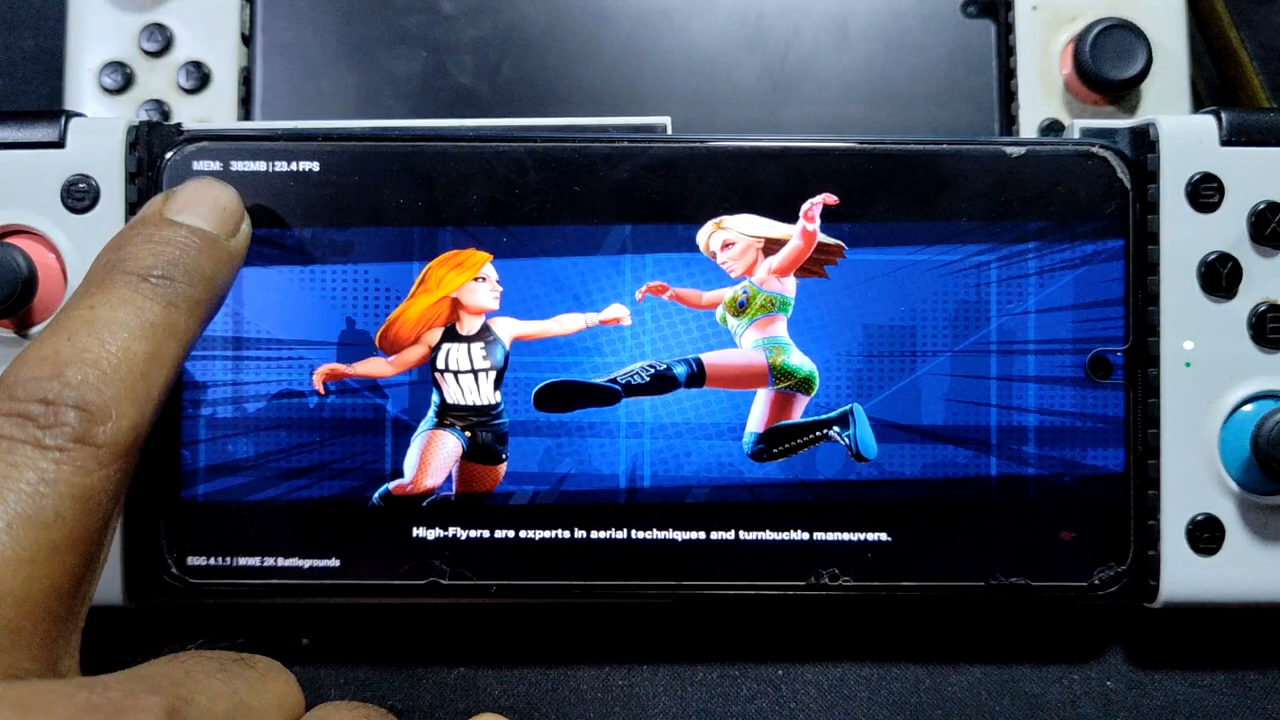 MEM: 382MB | 23.4 FPS
THE
MAN.
High-Flyers are experts in aerial techniques and turnbuckle maneuvers.
EGG 4.1.1 | WWE 2K Battlegrounds
S
S
X
Y